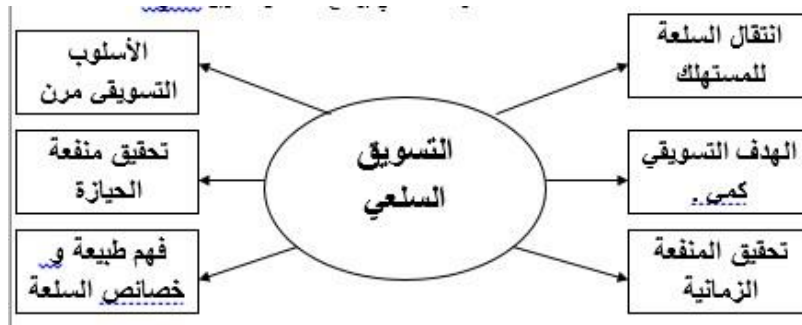 انتقال السلعة
للمستهلك
الأسلوب
التسويقى مرن
التسويق
السلعي
الهدف التسويقي
كمي .
تحقيق منفعة
الحيازة
تحقيق المنفعة
الزمانية
فهم طبيعة و
خصائص السلعة